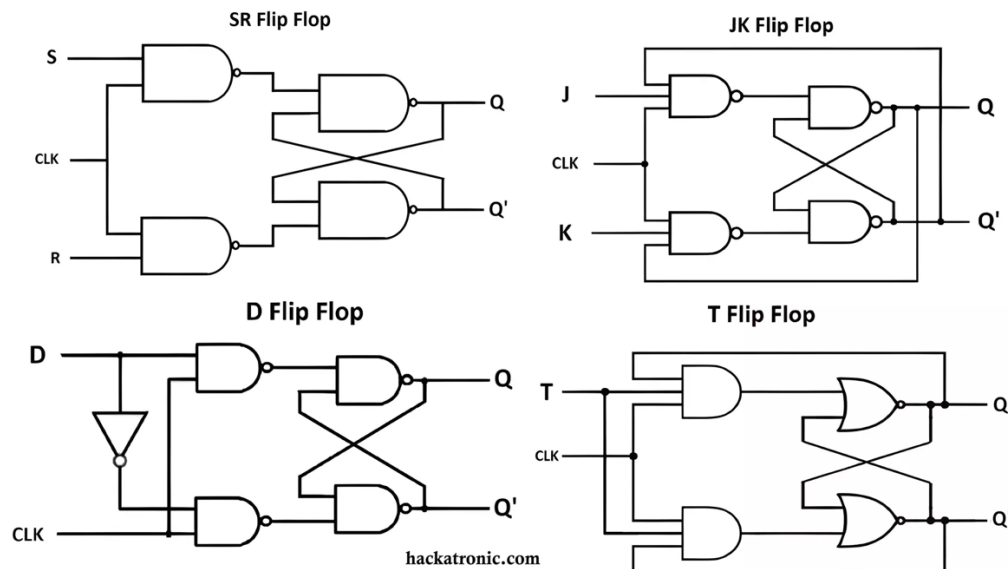 SR Flip Flop
S
CLK
R
Q
Q'
JK Flip Flop
J
CLK
K
Q
Q'
D Flip Flop
D
CLK
Q
Q'
T Flip Flop
T
CLK
Q
Q
hackatronic.com